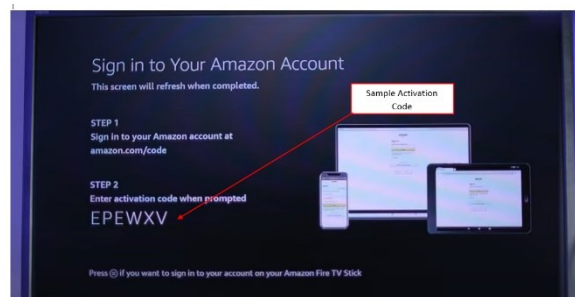 Sign in to Your Amazon Account
This screen will refresh when completed.
Sample Activation
Code
STEP 1
Sign in to your Amazon account at
amazon.com/code
STEP 2
Enter activation code when prompted
EPEWXV
Press ⊗ if you want to sign in to your account on your Amazon Fire TV Stick